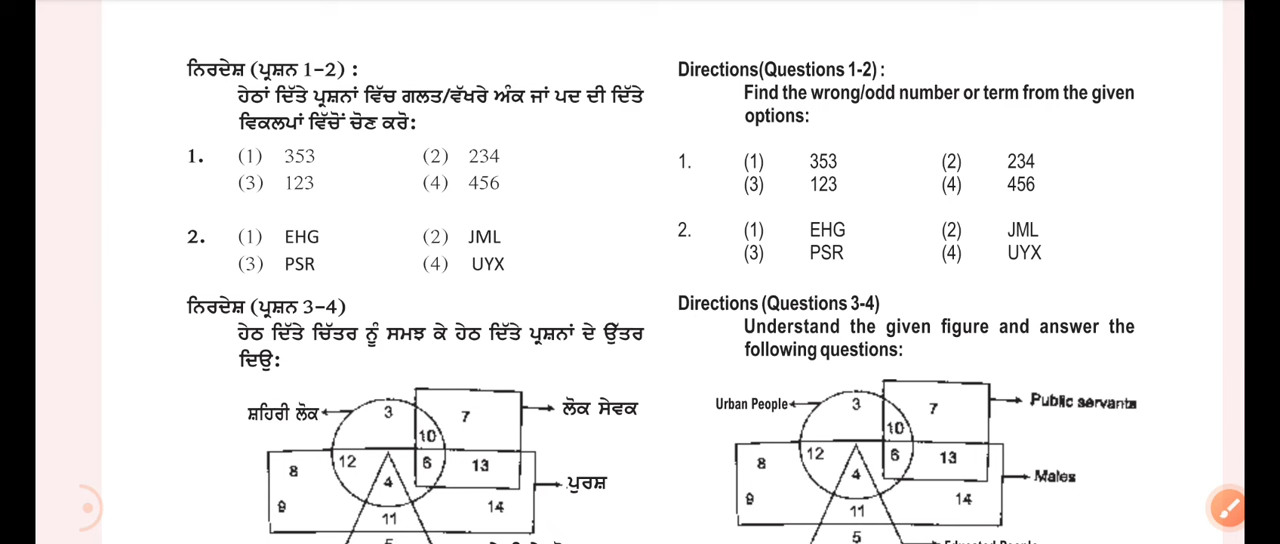 ਨਿਰਦੇਸ਼ (ਪ੍ਰਸ਼ਨ 1-2) :
ਹੇਠਾਂ ਦਿੱਤੇ ਪ੍ਰਸ਼ਨਾਂ ਵਿੱਚ ਗਲਤ/ਵੱਖਰੇ ਅੰਕ ਜਾਂ ਪਦ ਦੀ ਦਿੱਤੇ
ਵਿਕਲਪਾਂ ਵਿੱਚੋਂ ਚੋਣ ਕਰੋ:
1. (1) 353 (2) 234
(3) 123 (4) 456
2. (1) EHG (2) JML
(3) PSR (4) UYX
ਨਿਰਦੇਸ਼ (ਪ੍ਰਸ਼ਨ 3-4)
ਹੇਠ ਦਿੱਤੇ ਚਿੱਤਰ ਨੂੰ ਸਮਝ ਕੇ ਹੇਠ ਦਿੱਤੇ ਪ੍ਰਸ਼ਨਾਂ ਦੇ ਉੱਤਰ
ਦਿਉ:
ਸ਼ਹਿਰੀ ਲੋਕ 3 7 ਲੋਕ ਸੇਵਕ
10
8 12 6 13
4 ਪੁਰਸ਼
9 14
11
5
Directions(Questions 1-2) :
Find the wrong/odd number or term from the given
options:
1. (1) 353 (2) 234
(3) 123 (4) 456
2. (1) EHG (2) JML
(3) PSR (4) UYX
Directions (Questions 3-4)
Understand the given figure and answer the
following questions:
Urban People 3 7 Public servants
10
8 12 6 13
4 Males
9 14
11
5 Educated People